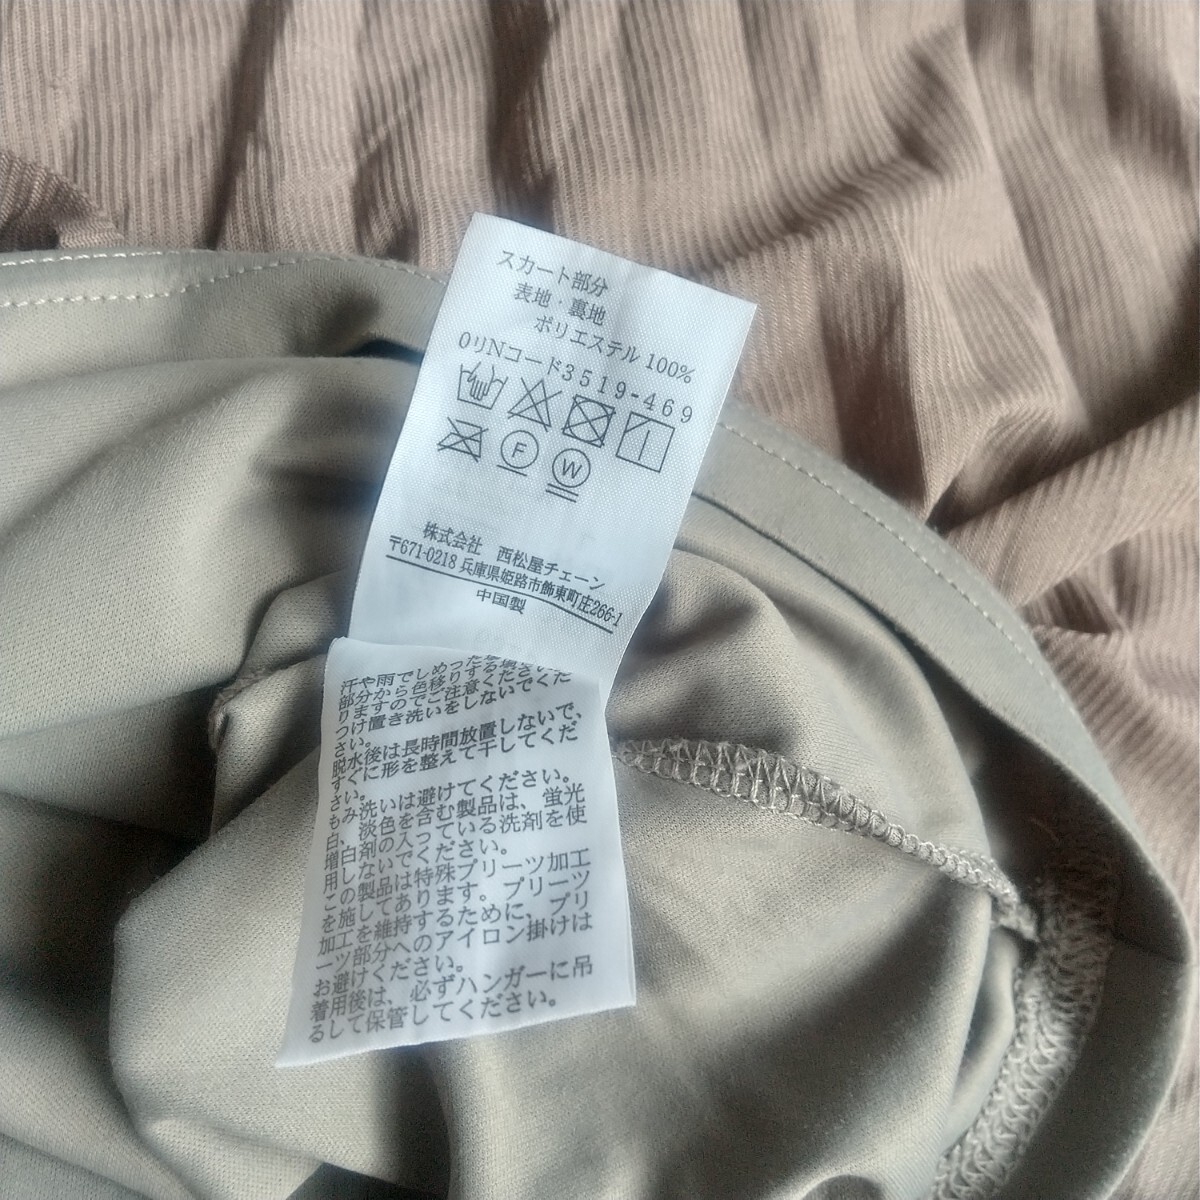 スカート部分
表地・裏地
ポリエステル 100%
0リNコード3519-469
F
W
株式会社 西松屋チェーン
〒671-0218 兵庫県姫路市飾東町庄266-1
中国製
汗や雨でしめった
部分から色移りする
りますのでご注意くださ
つけ置き洗いをしないでくだ
さい。
脱水後は長時間放置しないで、
すぐに形を整えて干してくだ
さい。
もみ洗いは避けてください。
白、淡色を含む製品は、蛍光
増白剤の入っている洗剤を使
用しないでください。
この製品は特殊プリーツ加工
を施してあります。プリーツ
加工を維持するために、プリ
ーツ部分へのアイロン掛けは
お避けください。
着用後は、必ずハンガーに吊
るして保管してください。